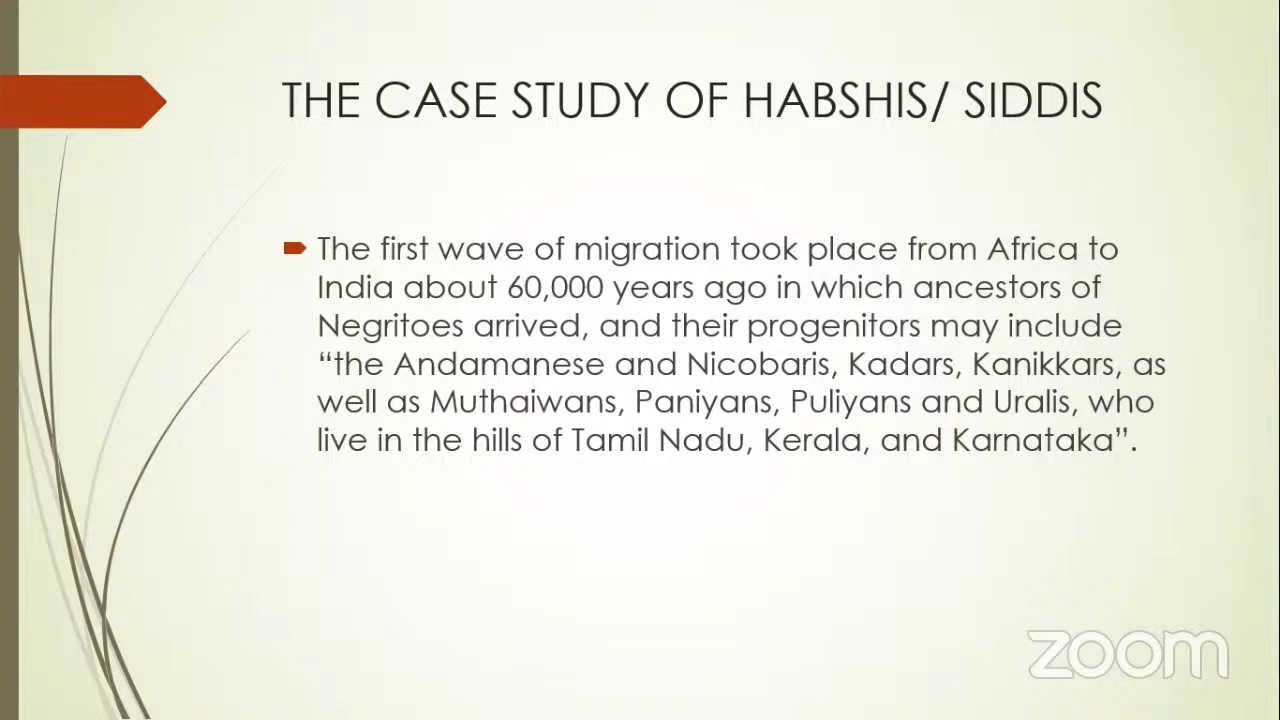 THE CASE STUDY OF HABSHIS/ SIDDIS
The first wave of migration took place from Africa to
India about 60,000 years ago in which ancestors of
Negritoes arrived, and their progenitors may include
“the Andamanese and Nicobaris, Kadars, Kanikkars, as
well as Muthaiwans, Paniyans, Puliyans and Uralis, who
live in the hills of Tamil Nadu, Kerala, and Karnataka”.
zoom